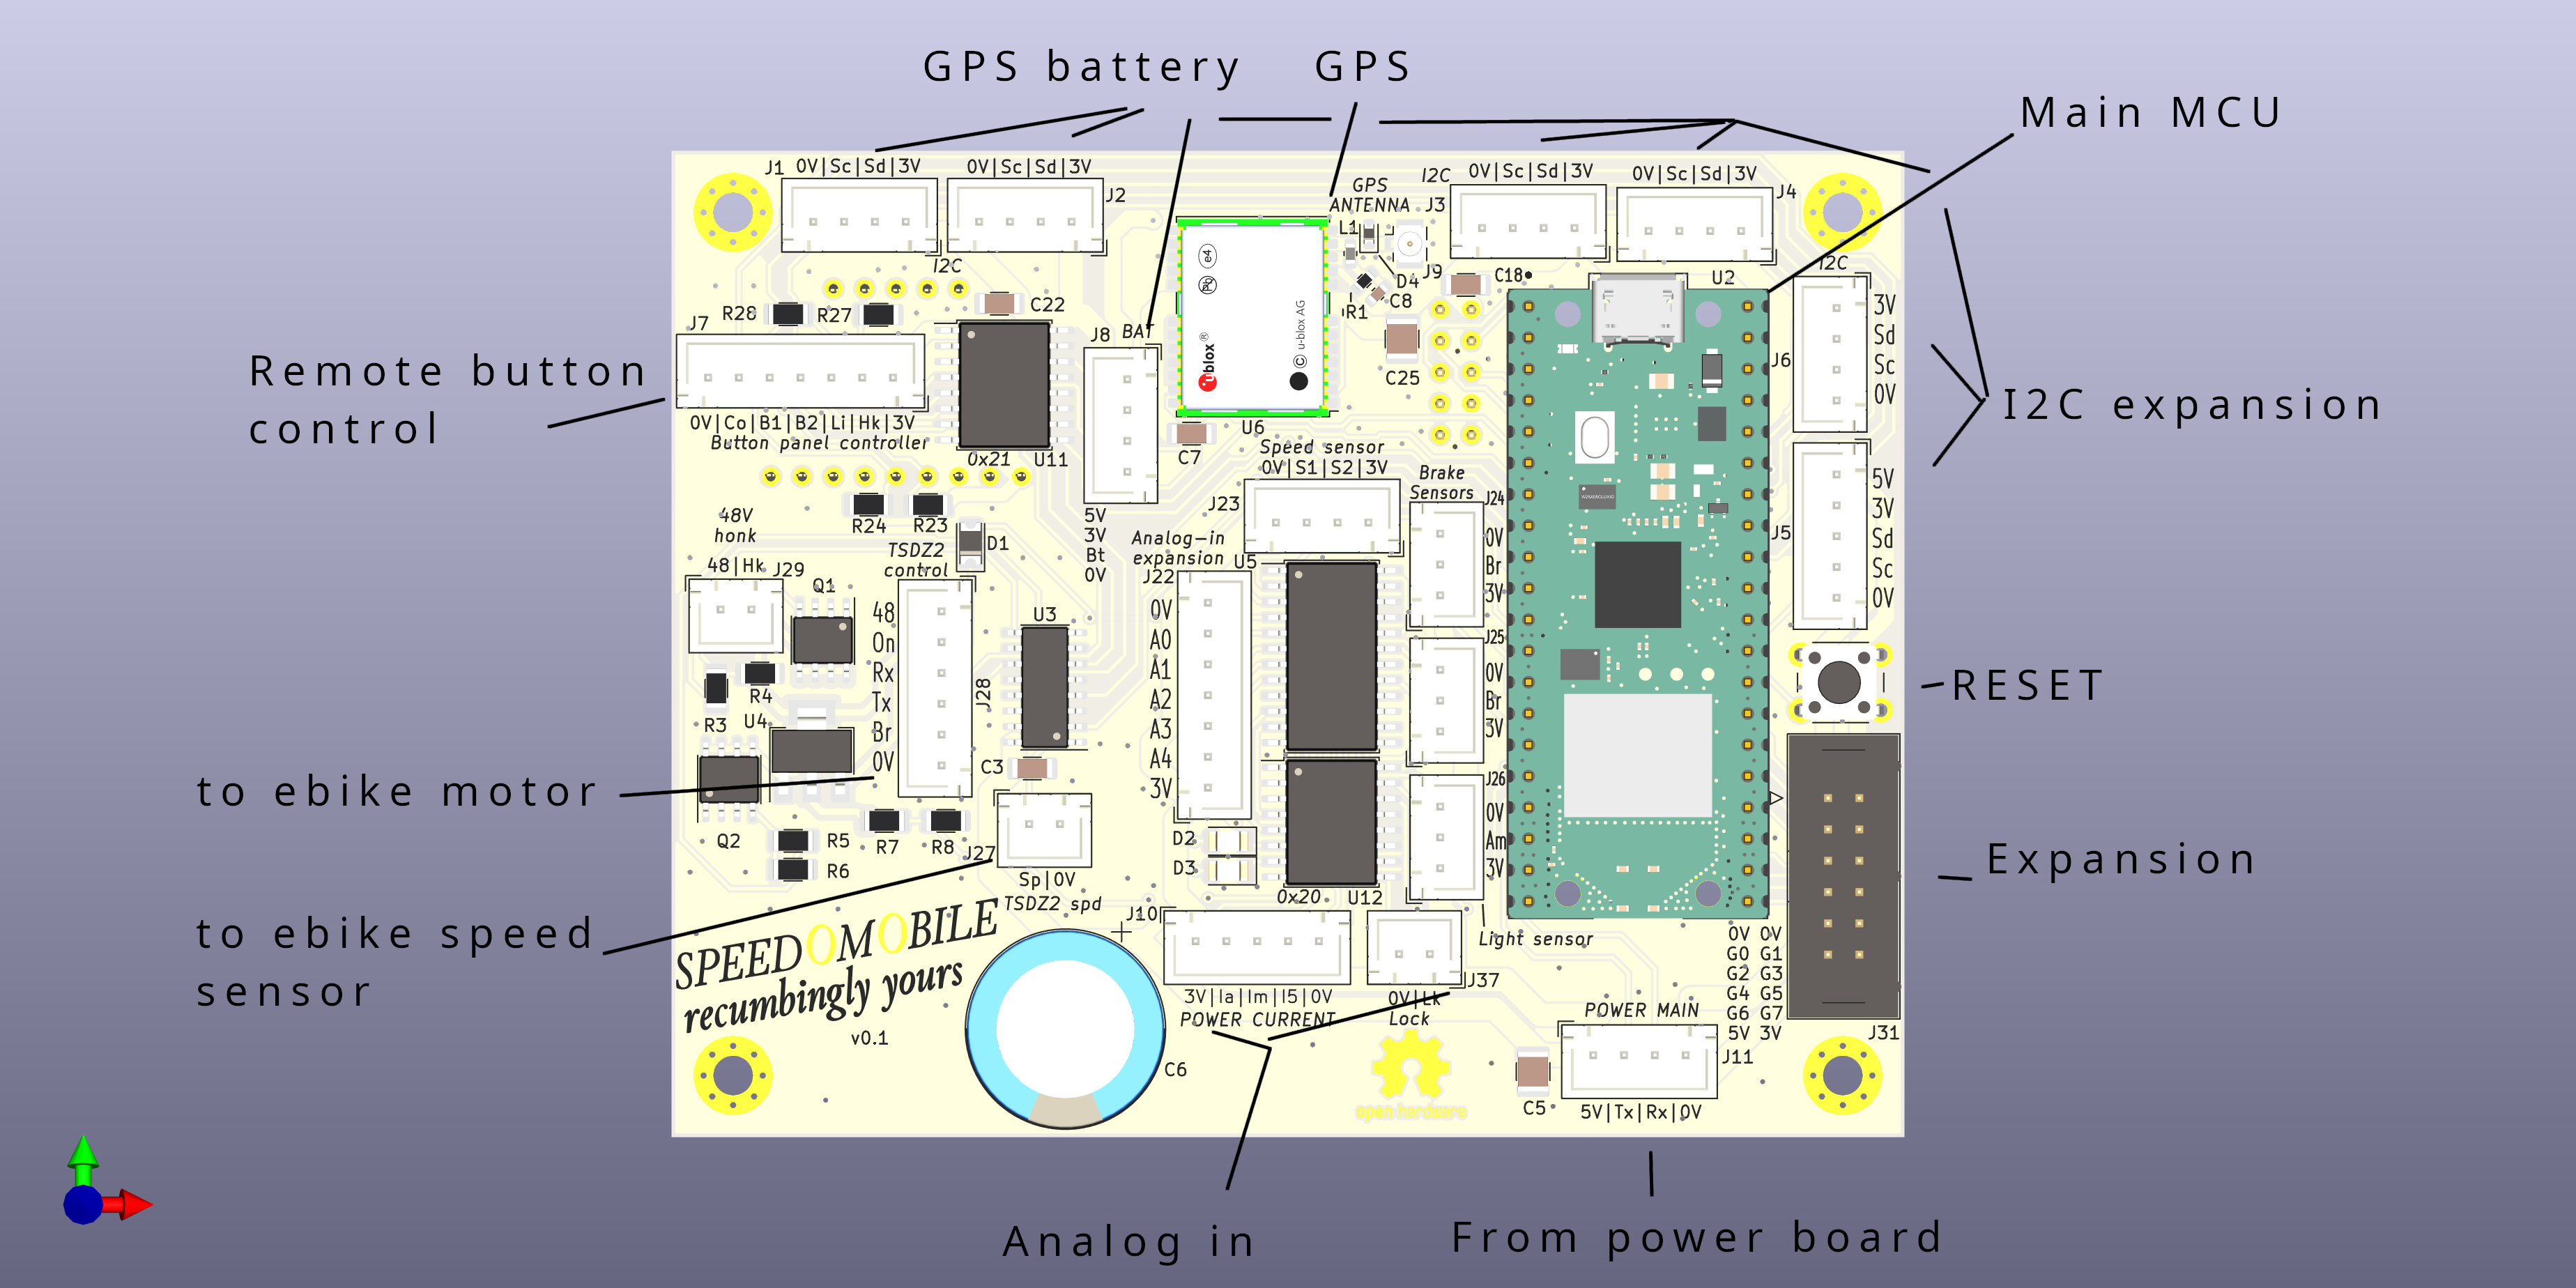 GPS battery
GPS
Main MCU
Remote button
control
I2C expansion
RESET
to ebike motor
Expansion
to ebike speed
sensor
Analog in
From power board
J1 0V|Sc|Sd|3V
0V|Sc|Sd|3V
J2
I2C
GPS
ANTENNA
I2C 0V|Sc|Sd|3V
J3
0V|Sc|Sd|3V
J4
L1
D4
J9
C18
U2
I2C
R1
C8
C25
R28
R27
C22
J7
0V|Co|B1|B2|Li|Hk|3V
Button panel controller
0x21
U11
J8 BAT
5V
3V
Bt
0V
Pb
e4
ublox®
© u-blox AG
U6
C7
J6
3V
Sd
Sc
0V
J5
5V
3V
Sd
Sc
0V
R24
R23
D1
48V
honk
48|Hk J29
Q1
TSDZ2
control
48
On
Rx
Tx
Br
0V
J28
U3
R4
R3
U4
Q2
R5
R6
R7
R8
C3
J27
Sp|0V
TSDZ2 spd
Speed sensor
0V|S1|S2|3V
J23
Analog-in
expansion
J22
U5
0V
A0
A1
A2
A3
A4
3V
D2
D3
Brake
Sensors
J24
0V
Br
3V
J25
0V
Br
3V
J26
0V
Am
3V
Light sensor
0x20
U12
J10
3V|Ia|Im|I5|0V
POWER CURRENT
J37
0V|Lk
Lock
SPEEDOMOBILE
recumbingly yours
v0.1
C6
open hardware
C5
POWER MAIN
J11
5V|Tx|Rx|0V
0V 0V
G0 G1
G2 G3
G4 G5
G6 G7
5V 3V
J31